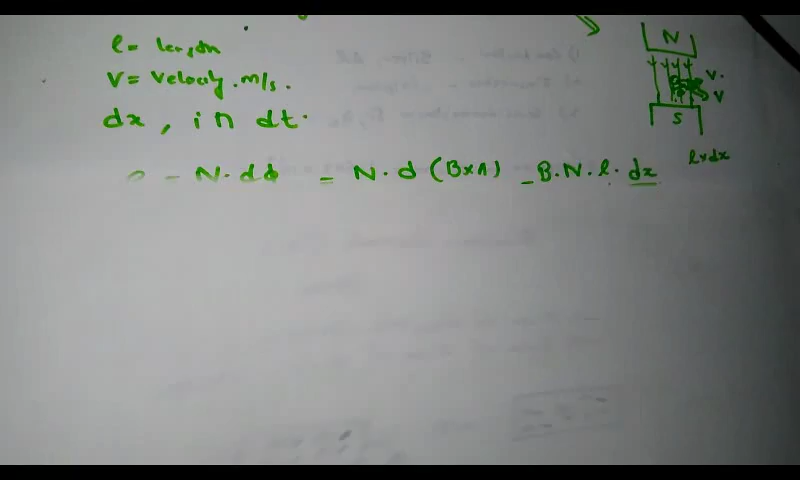 l = length
V = Velocity . m/s .
dx , in dt .
e = N . dϕ = N . d (B×A) = B . N . l . dx
N
V .
V
S
l×dx